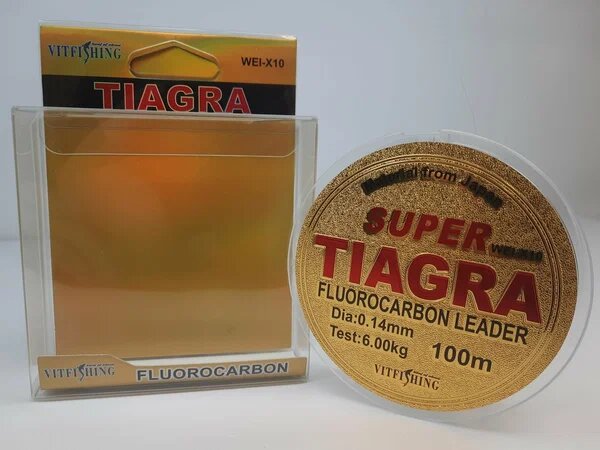 VITFISHING
WEI-X10
TIAGRA
VITFISHING
FLUOROCARBON
Material from Japan
SUPER
WEI-X10
TIAGRA
FLUOROCARBON LEADER
Dia:0.14mm
Test:6.00kg
100m
VITFISHING